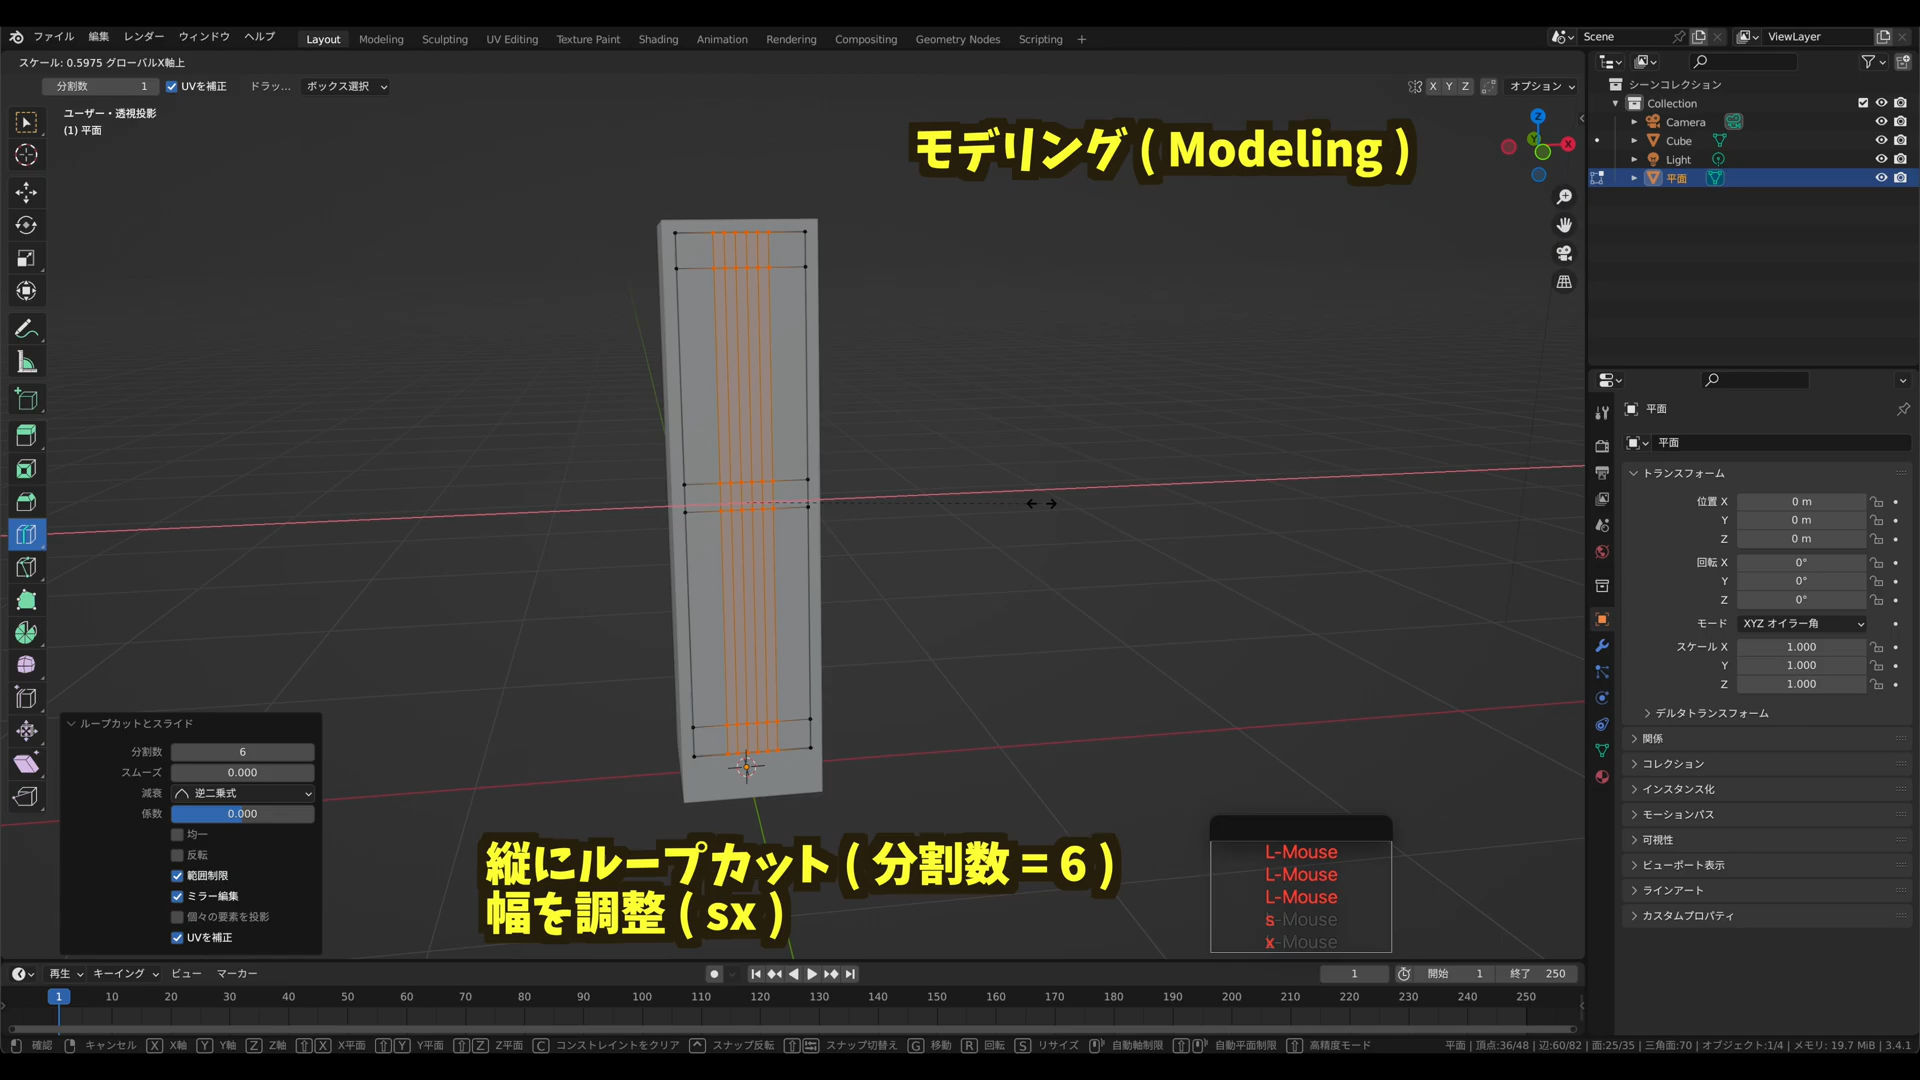 ファイル 編集 レンダー ウィンドウ ヘルプ Layout Modeling Sculpting UV Editing Texture Paint Shading Animation Rendering Compositing Geometry Nodes Scripting + Scene ViewLayer
スケール: 0.5975 グローバルX軸上
分割数 1 UVを補正 ドラッ... ボックス選択 X Y Z オプション
ユーザー・透視投影
(1) 平面
モデリング ( Modeling )
Z
Y
X
シーンコレクション
Collection
Camera
Cube
Light
平面
平面
平面
トランスフォーム
位置 X 0 m
Y 0 m
Z 0 m
回転 X 0°
Y 0°
Z 0°
モード XYZ オイラー角
スケール X 1.000
Y 1.000
Z 1.000
デルタトランスフォーム
関係
コレクション
インスタンス化
モーションパス
可視性
ビューポート表示
ラインアート
カスタムプロパティ
ループカットとスライド
分割数 6
スムーズ 0.000
減衰 逆二乗式
係数 0.000
均一
反転
範囲制限
ミラー編集
個々の要素を投影
UVを補正
縦にループカット ( 分割数 = 6 )
幅を調整 ( sx )
L-Mouse
L-Mouse
L-Mouse
s-Mouse
x-Mouse
再生 キーイング ビュー マーカー 1 開始 1 終了 250
1 10 20 30 40 50 60 70 80 90 100 110 120 130 140 150 160 170 180 190 200 210 220 230 240 250
確認 キャンセル X X軸 Y Y軸 Z Z軸 X X平面 Y Y平面 Z Z平面 C コンストレイントをクリア スナップ反転 スナップ切替え G 移動 R 回転 S リサイズ 自動軸制限 自動平面制限 高精度モード 平面 | 頂点:36/48 | 辺:60/82 | 面:25/35 | 三角面:70 | オブジェクト:1/4 | メモリ: 19.7 MiB | 3.4.1